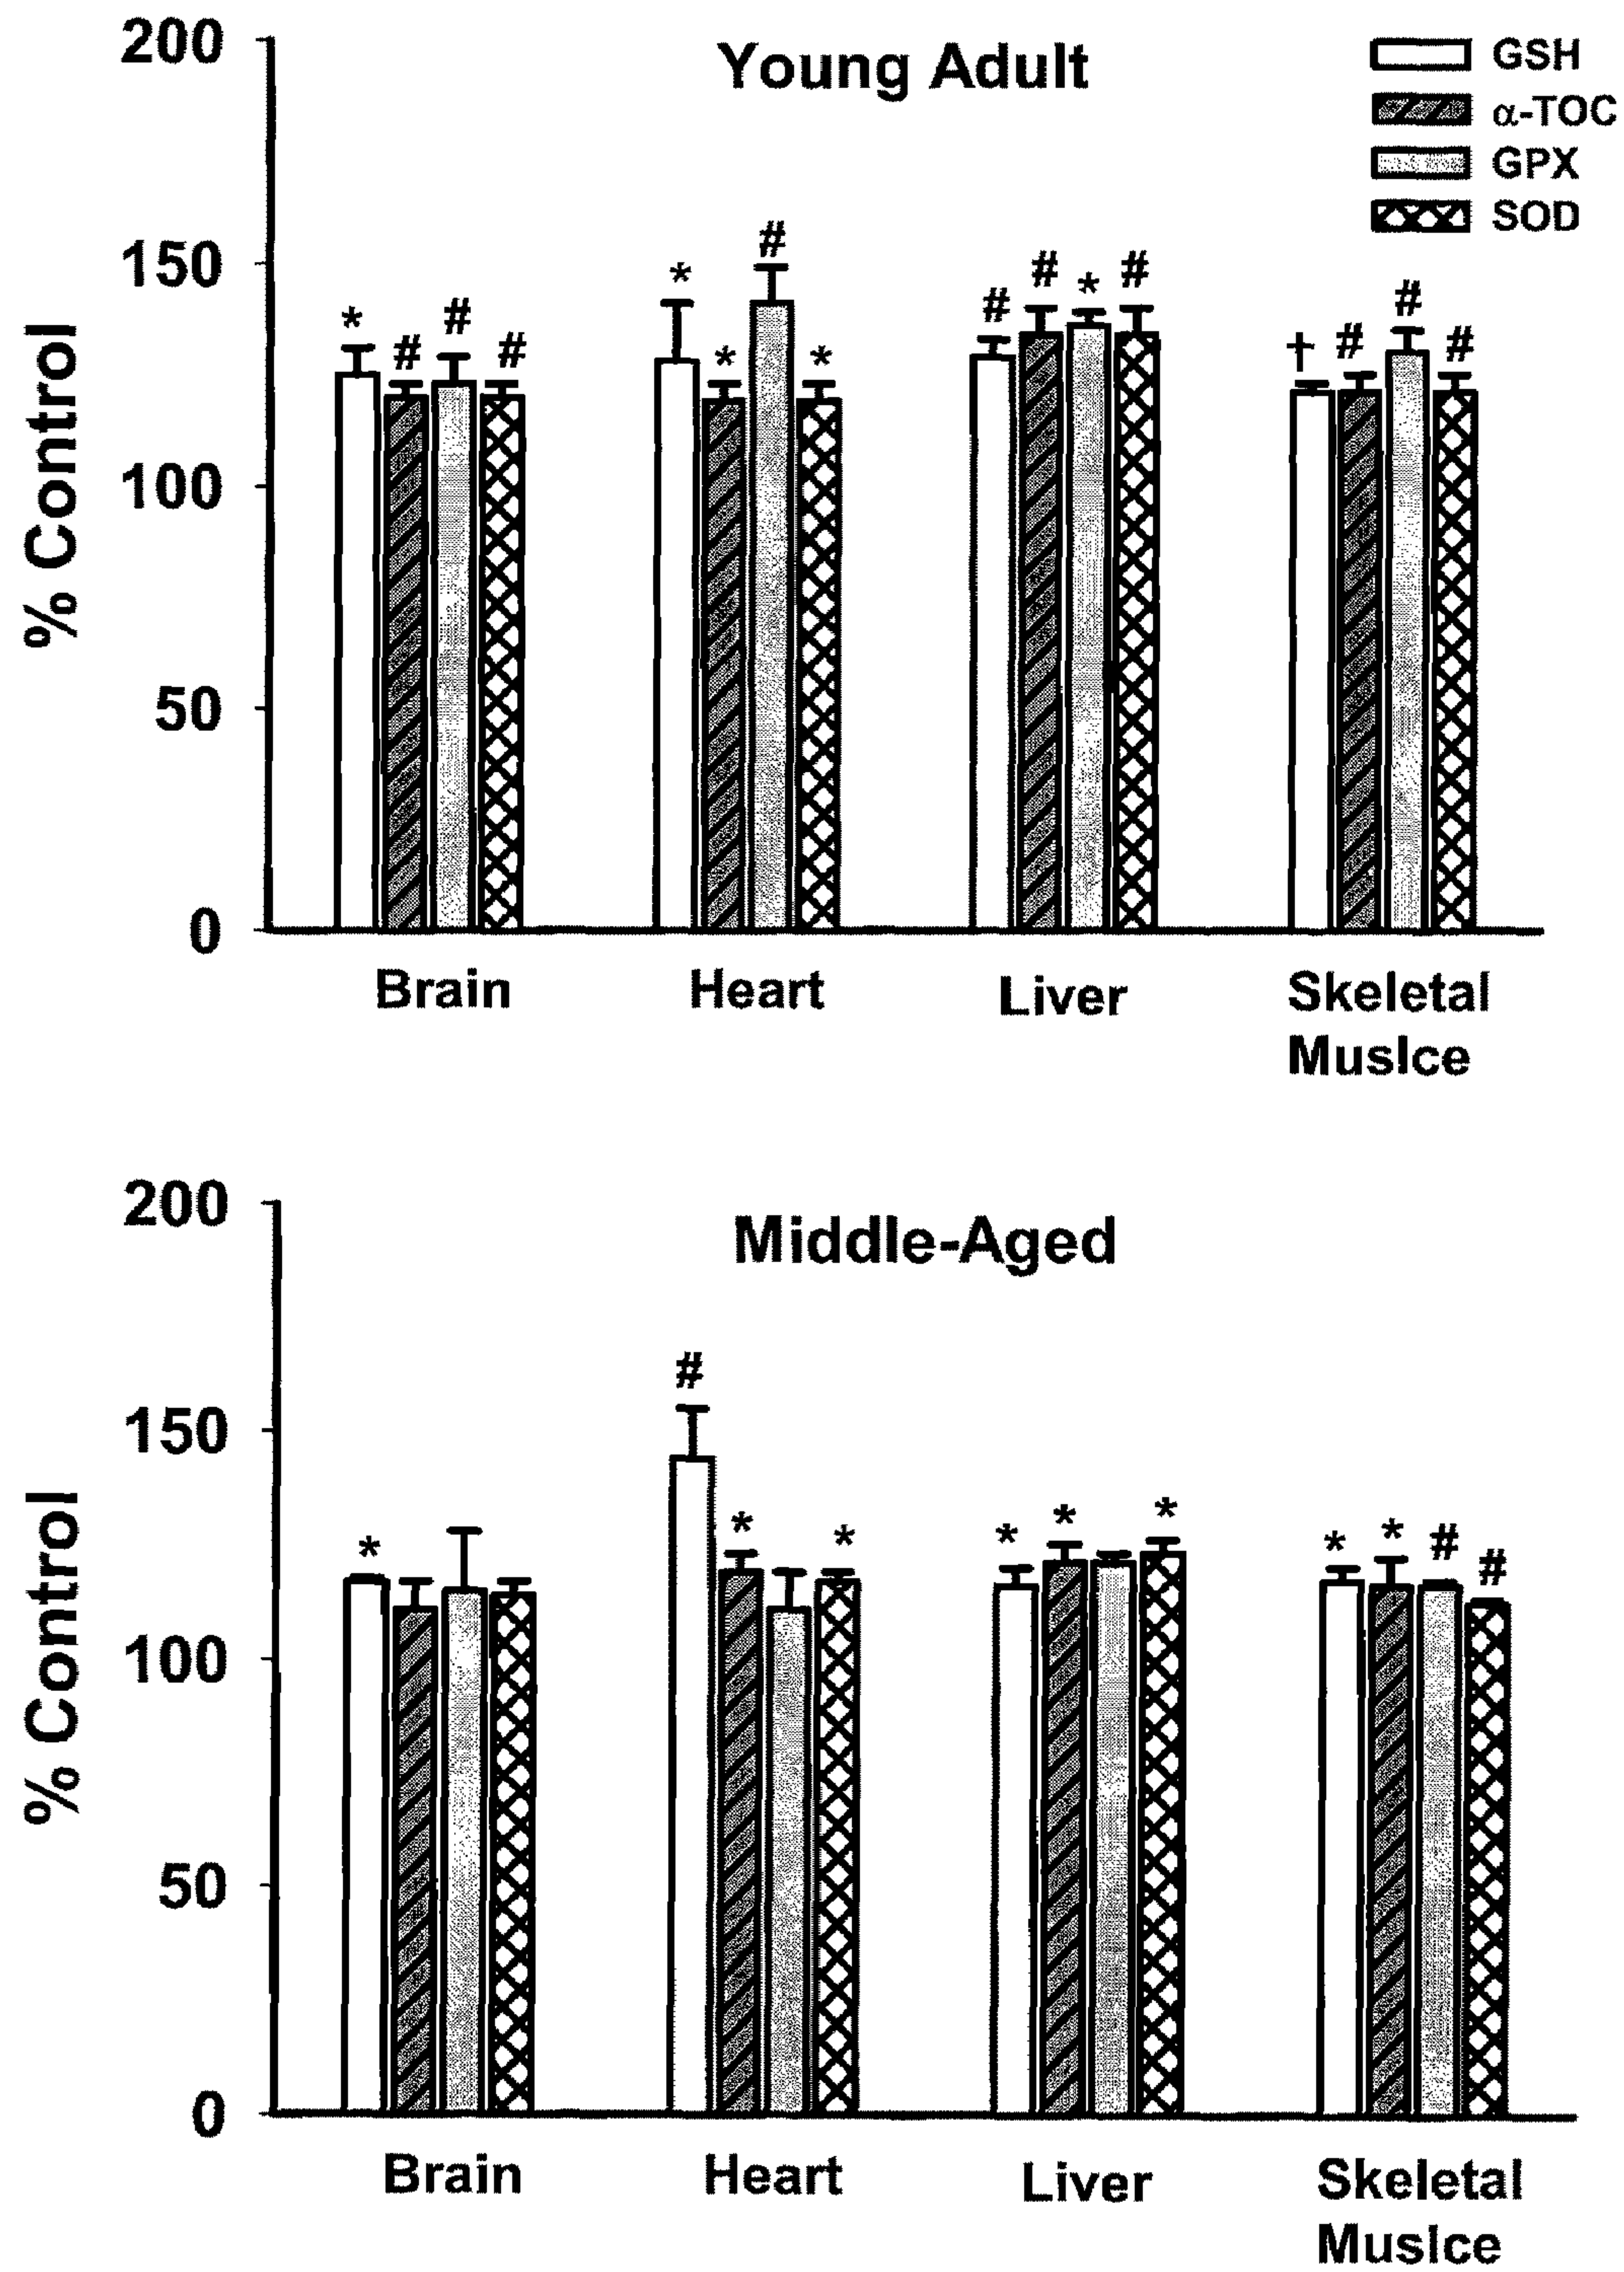 Young Adult
GSH
α-TOC
GPX
SOD
% Control
200
150
100
50
0
* # # #
* * # *
# # * #
† # # #
Brain
Heart
Liver
Skeletal
Muslce
Middle-Aged
% Control
200
150
100
50
0
*
# * *
* * *
* * # #
Brain
Heart
Liver
Skeletal
Muslce